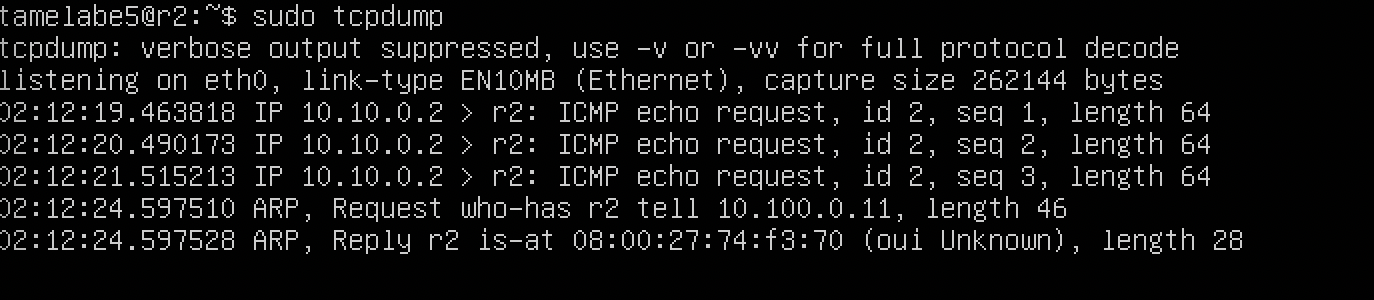 tamelabe5@r2:~$ sudo tcpdump
tcpdump: verbose output suppressed, use -v or -vv for full protocol decode
listening on eth0, link-type EN10MB (Ethernet), capture size 262144 bytes
02:12:19.463818 IP 10.10.0.2 > r2: ICMP echo request, id 2, seq 1, length 64
02:12:20.490173 IP 10.10.0.2 > r2: ICMP echo request, id 2, seq 2, length 64
02:12:21.515213 IP 10.10.0.2 > r2: ICMP echo request, id 2, seq 3, length 64
02:12:24.597510 ARP, Request who-has r2 tell 10.100.0.11, length 46
02:12:24.597528 ARP, Reply r2 is-at 08:00:27:74:f3:70 (oui Unknown), length 28